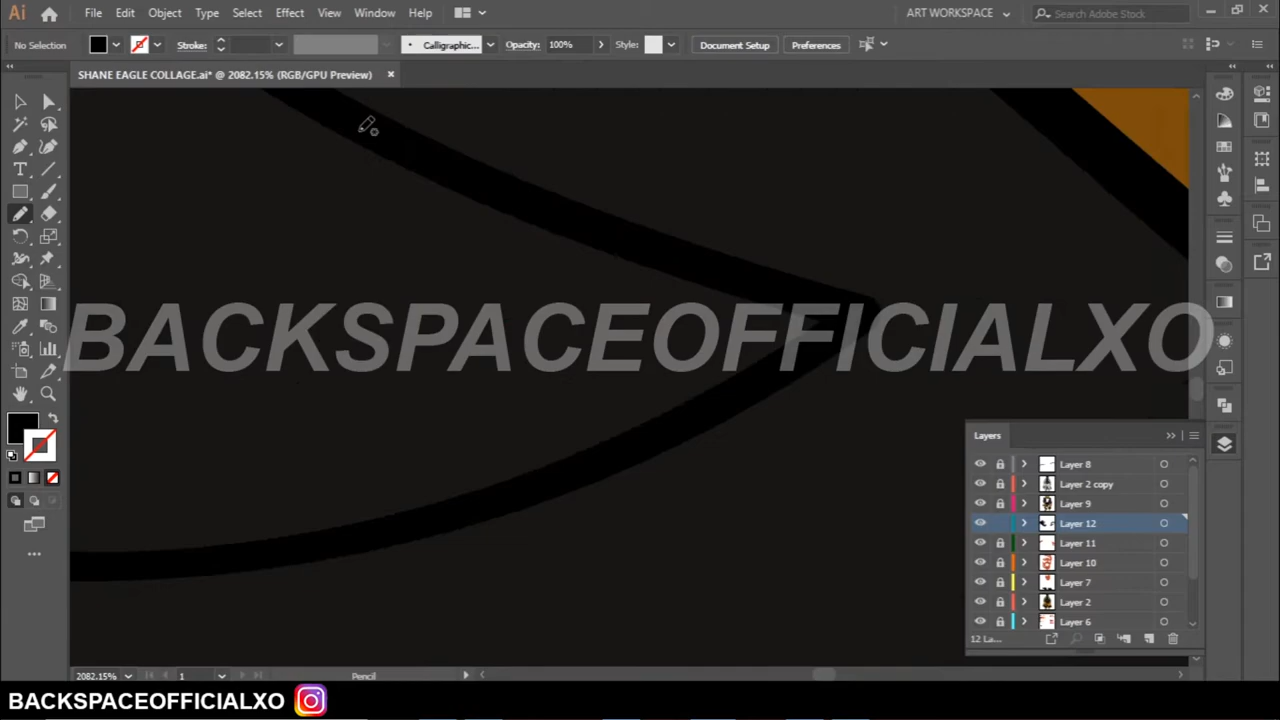 Ai File Edit Object Type Select Effect View Window Help ART WORKSPACE Search Adobe Stock
No Selection Stroke: Calligraphic... Opacity: 100% Style: Document Setup Preferences
SHANE EAGLE COLLAGE.ai* @ 2082.15% (RGB/GPU Preview)
BACKSPACEOFFICIALXO
Layers
Layer 8
Layer 2 copy
Layer 9
Layer 12
Layer 11
Layer 10
Layer 7
Layer 2
Layer 6
12 La...
2082.15% 1 Pencil
BACKSPACEOFFICIALXO